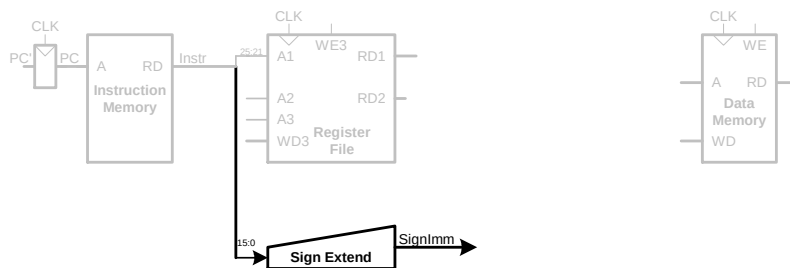 CLK
CLK
CLK
PC'
PC
A
RD
Instr
25:21
A1
WE3
RD1
WE
Instruction
Memory
A2
RD2
A
RD
A3
Data
Memory
WD3
Register
File
WD
15:0
SignImm
Sign Extend